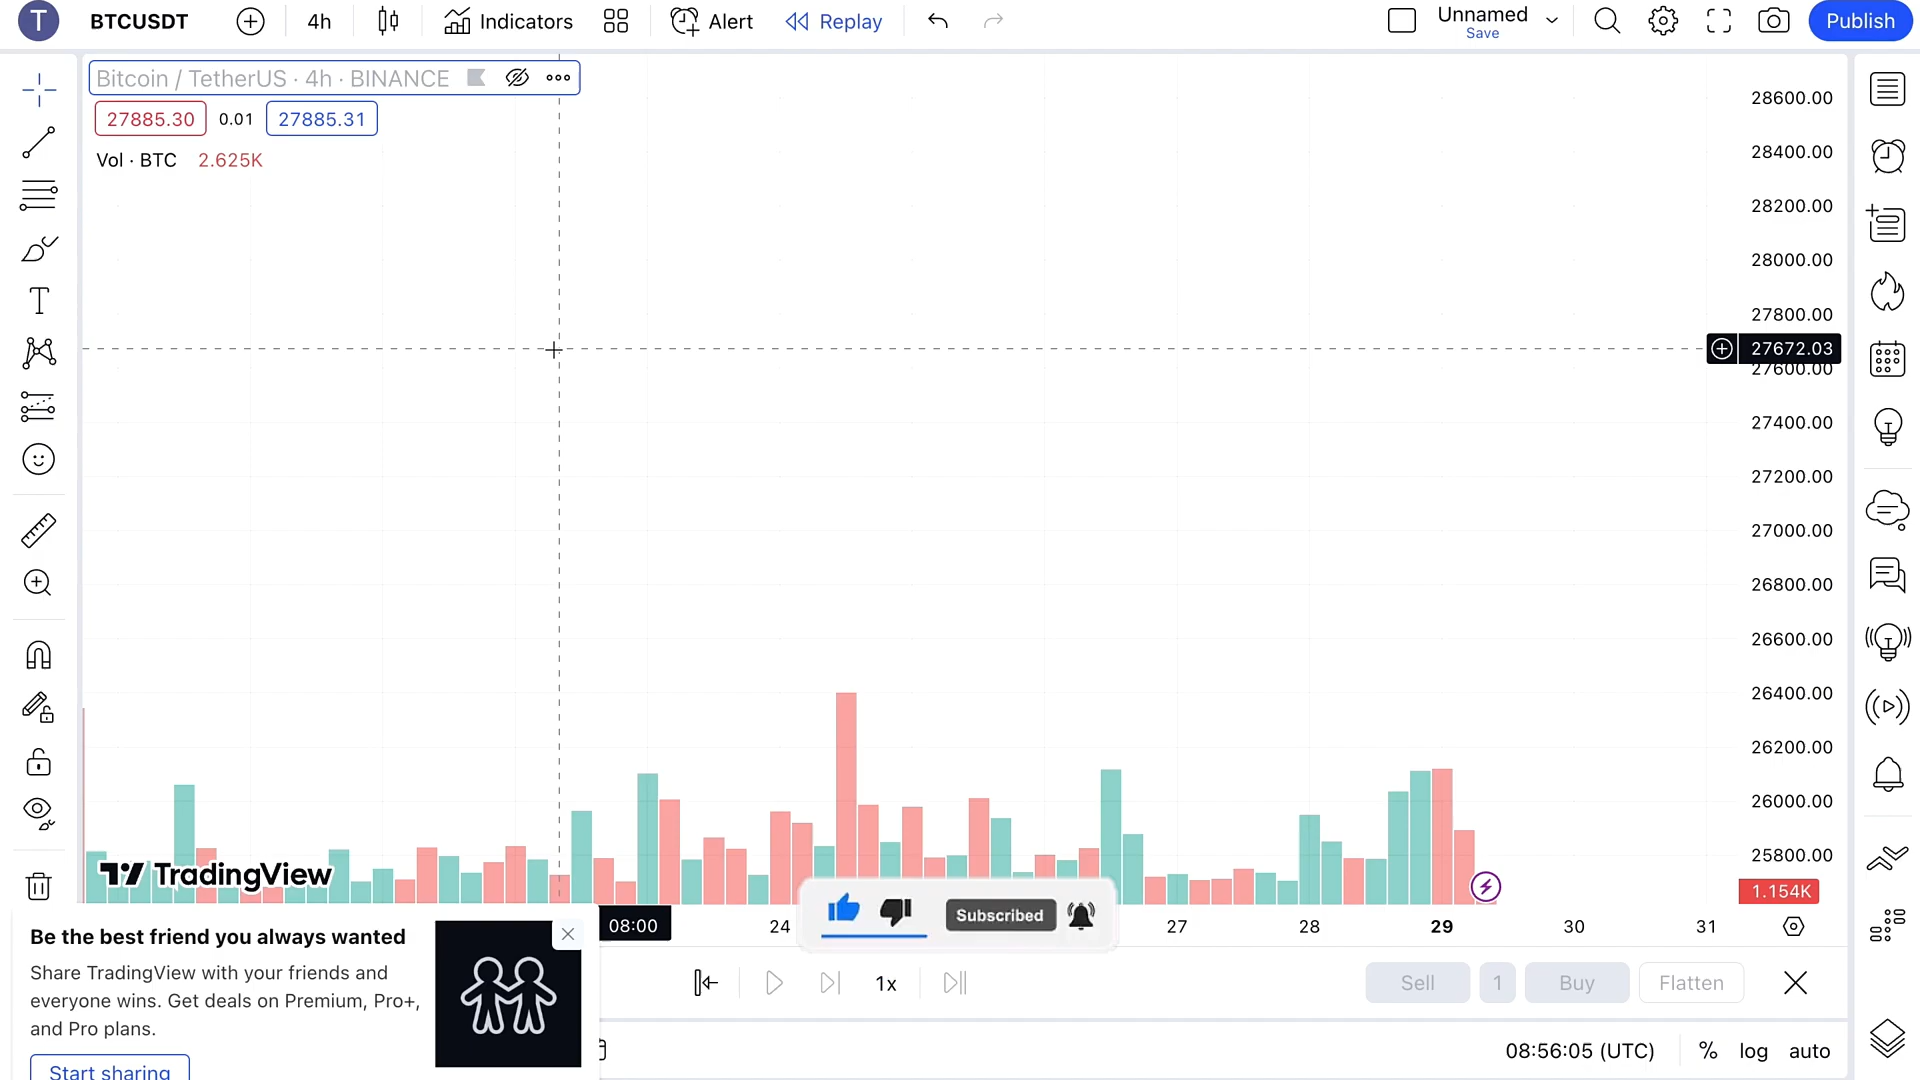 T BTCUSDT 4h Indicators Alert Replay Unnamed Save Publish
Bitcoin / TetherUS · 4h · BINANCE
27885.30 0.01 27885.31
Vol · BTC 2.625K
28600.00
28400.00
28200.00
28000.00
27800.00
27672.03
27600.00
27400.00
27200.00
27000.00
26800.00
26600.00
26400.00
26200.00
26000.00
25800.00
1.154K
TradingView
08:00 24 27 28 29 30 31
Subscribed
Be the best friend you always wanted
Share TradingView with your friends and
everyone wins. Get deals on Premium, Pro+,
and Pro plans.
Start sharing
1x Sell 1 Buy Flatten
08:56:05 (UTC) % log auto